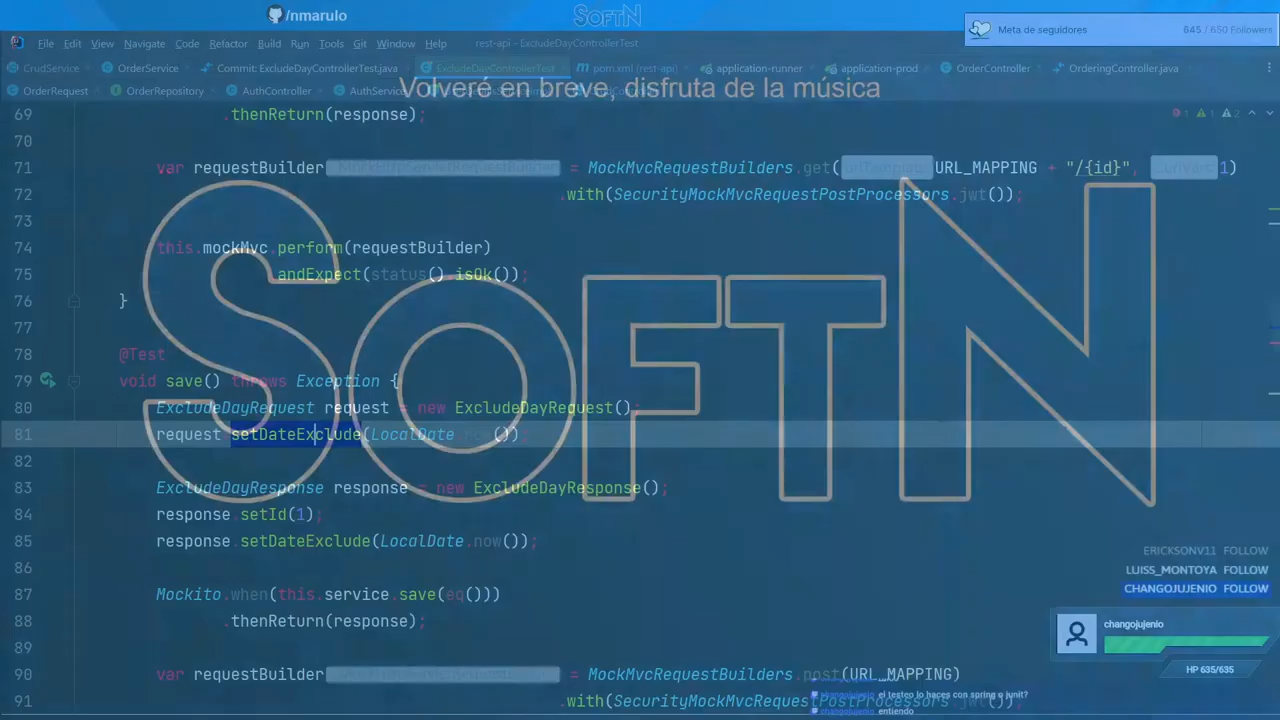 /nmarulo
SOFTN
Meta de seguidores
645 / 650 Followers
File Edit View Navigate Code Refactor Build Run Tools Git Window Help rest-api - ExcludeDayControllerTest
CrudService OrderService Commit: ExcludeDayControllerTest.java ExcludeDayControllerTest pom.xml (rest-api) application-runner application-prod OrderController OrderingController.java
OrderRequest OrderRepository AuthController AuthService
Volveré en breve, disfruta de la música
1 1 2
69 .thenReturn(response);
70
71 var requestBuilder = MockMvcRequestBuilders.get( URL_MAPPING + "/{id}", 1)
72 .with(SecurityMockMvcRequestPostProcessors.jwt());
73
74 this.mockMvc.perform(requestBuilder)
75 .andExpect(status().isOk());
76 }
77
78 @Test
79 void save() throws Exception {
80 ExcludeDayRequest request = new ExcludeDayRequest();
81 request.setDateExclude(LocalDate.now());
82
83 ExcludeDayResponse response = new ExcludeDayResponse();
84 response.setId(1);
85 response.setDateExclude(LocalDate.now());
86
87 Mockito.when(this.service.save(eq()))
88 .thenReturn(response);
89
90 var requestBuilder = MockMvcRequestBuilders.post(URL_MAPPING)
91 .with(SecurityMockMvcRequestPostProcessors.jwt())
SOFTN
ERICKSONV11 FOLLOW
LUISS_MONTOYA FOLLOW
CHANGOJUJENIO FOLLOW
changojujenio
HP 635/635
changojujenio el testeo lo haces con spring o junit?
changojujenio entiendo